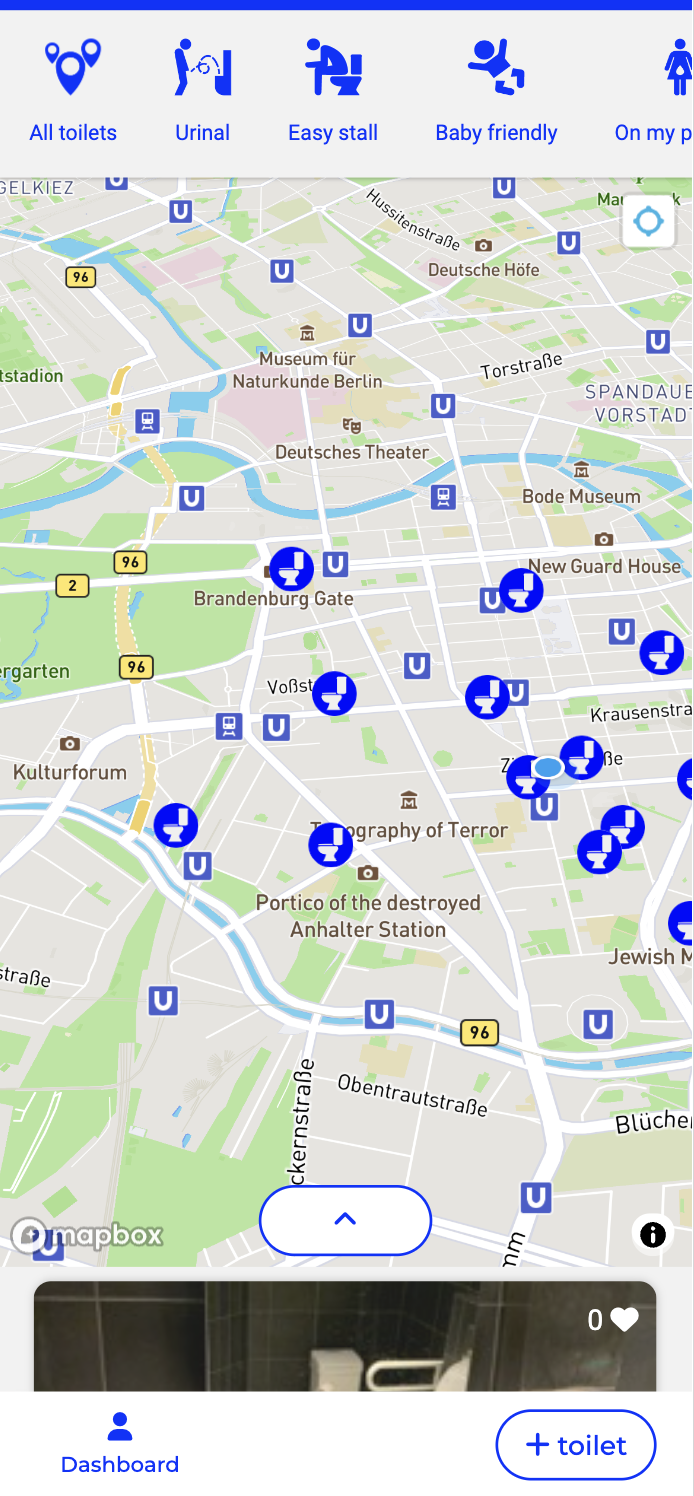 All toilets
Urinal
Easy stall
Baby friendly
On my p
GELKIEZ
U
U
U
Hussitenstraße
U
96
U
Deutsche Höfe
U
Museum für
Naturkunde Berlin
U
tstadion
Torstraße
SPANDAUE
VORSTADT
U
Deutsches Theater
U
Bode Museum
96
2
U
New Guard House
Brandenburg Gate
U
U
ergarten
96
U
Voßst
U
Krausenstra
U
Kulturforum
ße
U
Topography of Terror
U
Portico of the destroyed
Anhalter Station
Jewish M
straße
U
U
U
96
Obentrautstraße
ckernstraße
Blücher
U
mm
mapbox
U
i
0
Dashboard
+ toilet